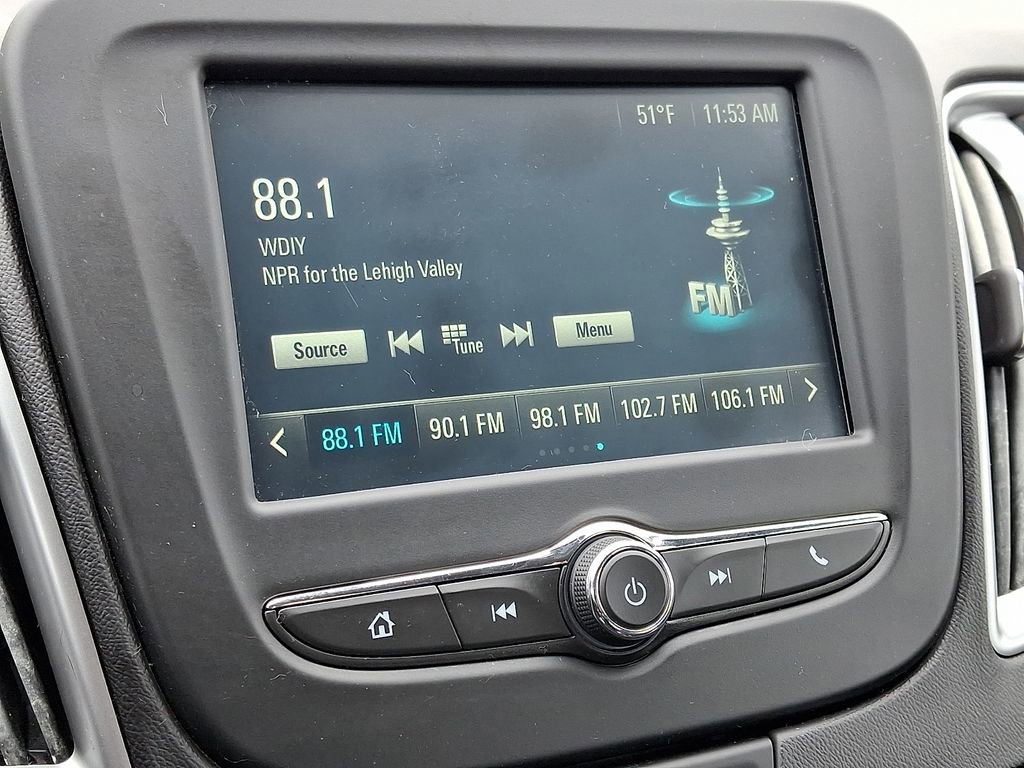 51°F 11:53 AM
88.1
WDIY
NPR for the Lehigh Valley
FM
Source Tune Menu
88.1 FM 90.1 FM 98.1 FM 102.7 FM 106.1 FM